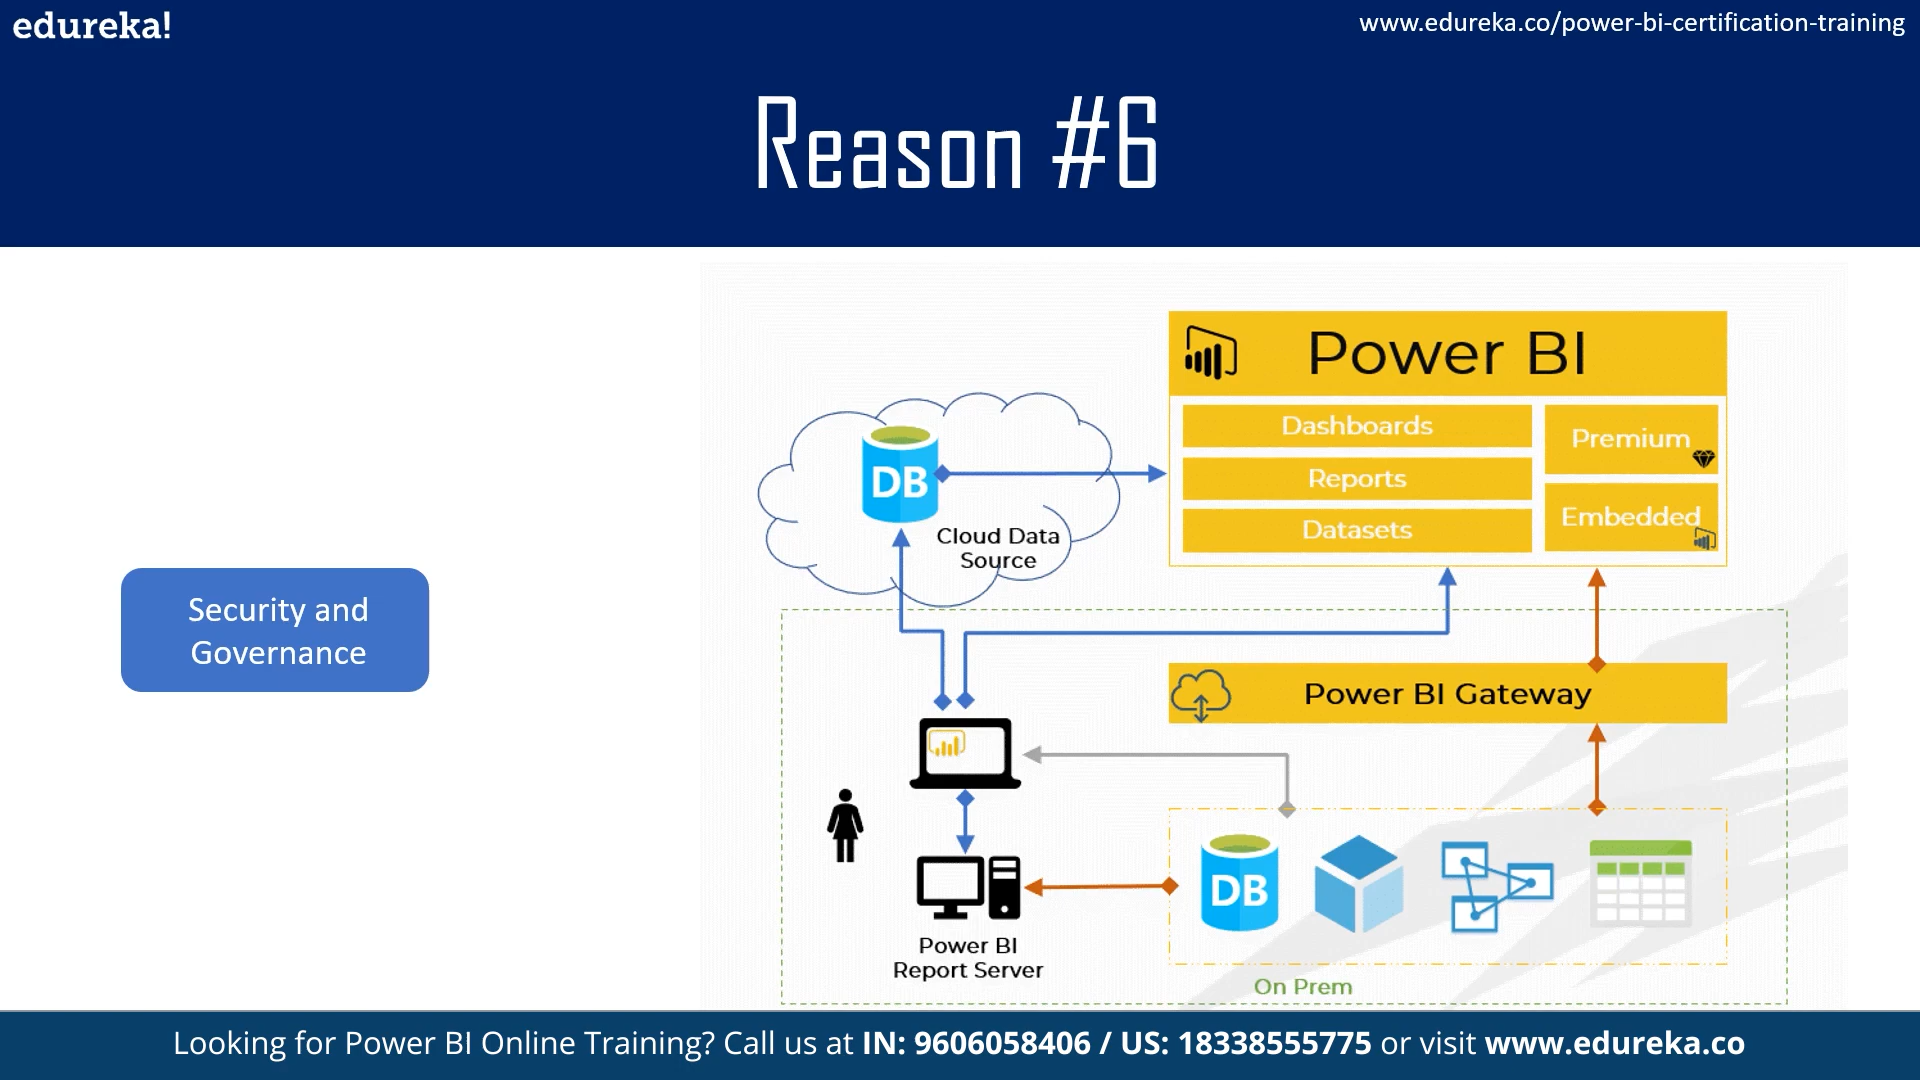 edureka!
www.edureka.co/power-bi-certification-training
Reason #6
Security and
Governance
Power BI
Dashboards
Reports
Datasets
Premium
Embedded
DB
Cloud Data
Source
Power BI Gateway
DB
Power BI
Report Server
On Prem
Looking for Power BI Online Training? Call us at IN: 9606058406 / US: 18338555775 or visit www.edureka.co